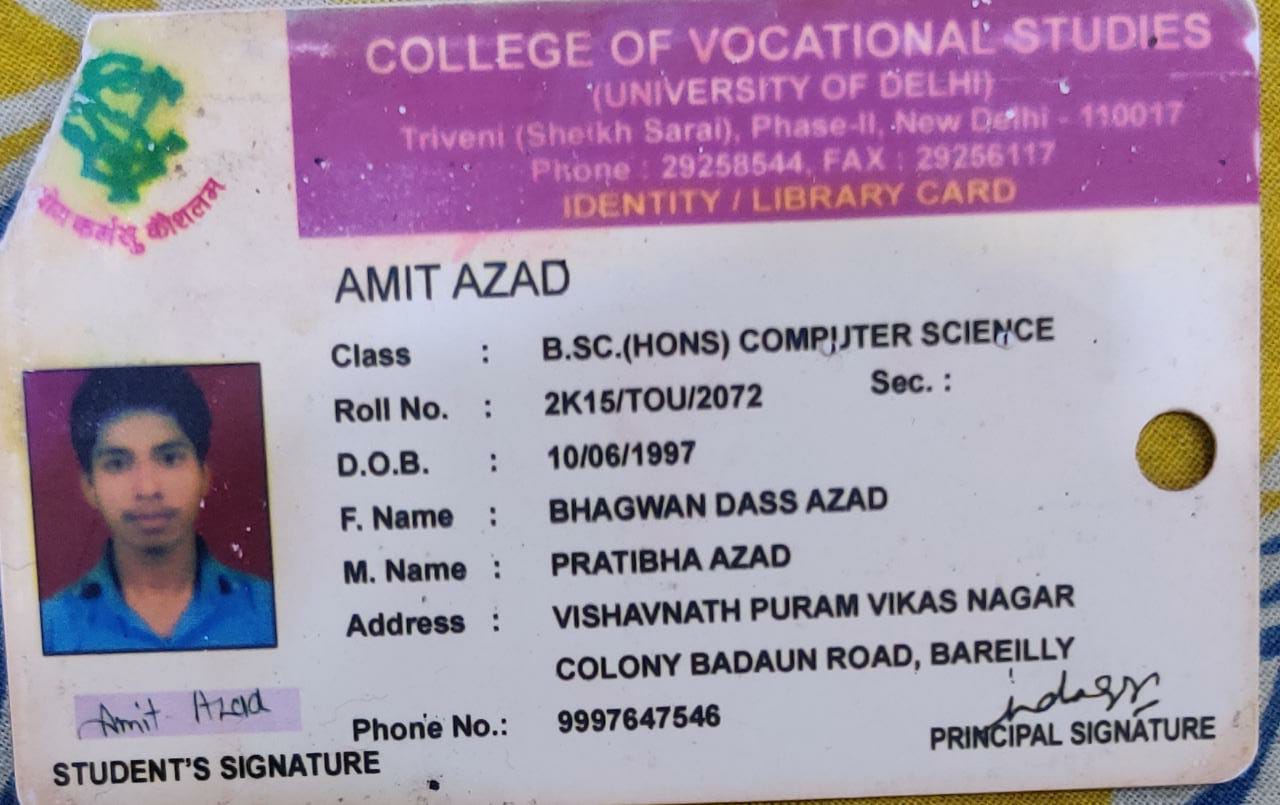 COLLEGE OF VOCATIONAL STUDIES
(UNIVERSITY OF DELHI)
Triveni (Sheikh Sarai), Phase-II, New Delhi - 110017
Phone : 29258544, FAX : 29256117
IDENTITY / LIBRARY CARD
कर्मसु कौशलम
AMIT AZAD
Class : B.SC.(HONS) COMPUTER SCIENCE
Roll No. : 2K15/TOU/2072 Sec. :
D.O.B. : 10/06/1997
F. Name : BHAGWAN DASS AZAD
M. Name : PRATIBHA AZAD
Address : VISHAVNATH PURAM VIKAS NAGAR
COLONY BADAUN ROAD, BAREILLY
Phone No.: 9997647546
Amit Azad
STUDENT'S SIGNATURE
PRINCIPAL SIGNATURE